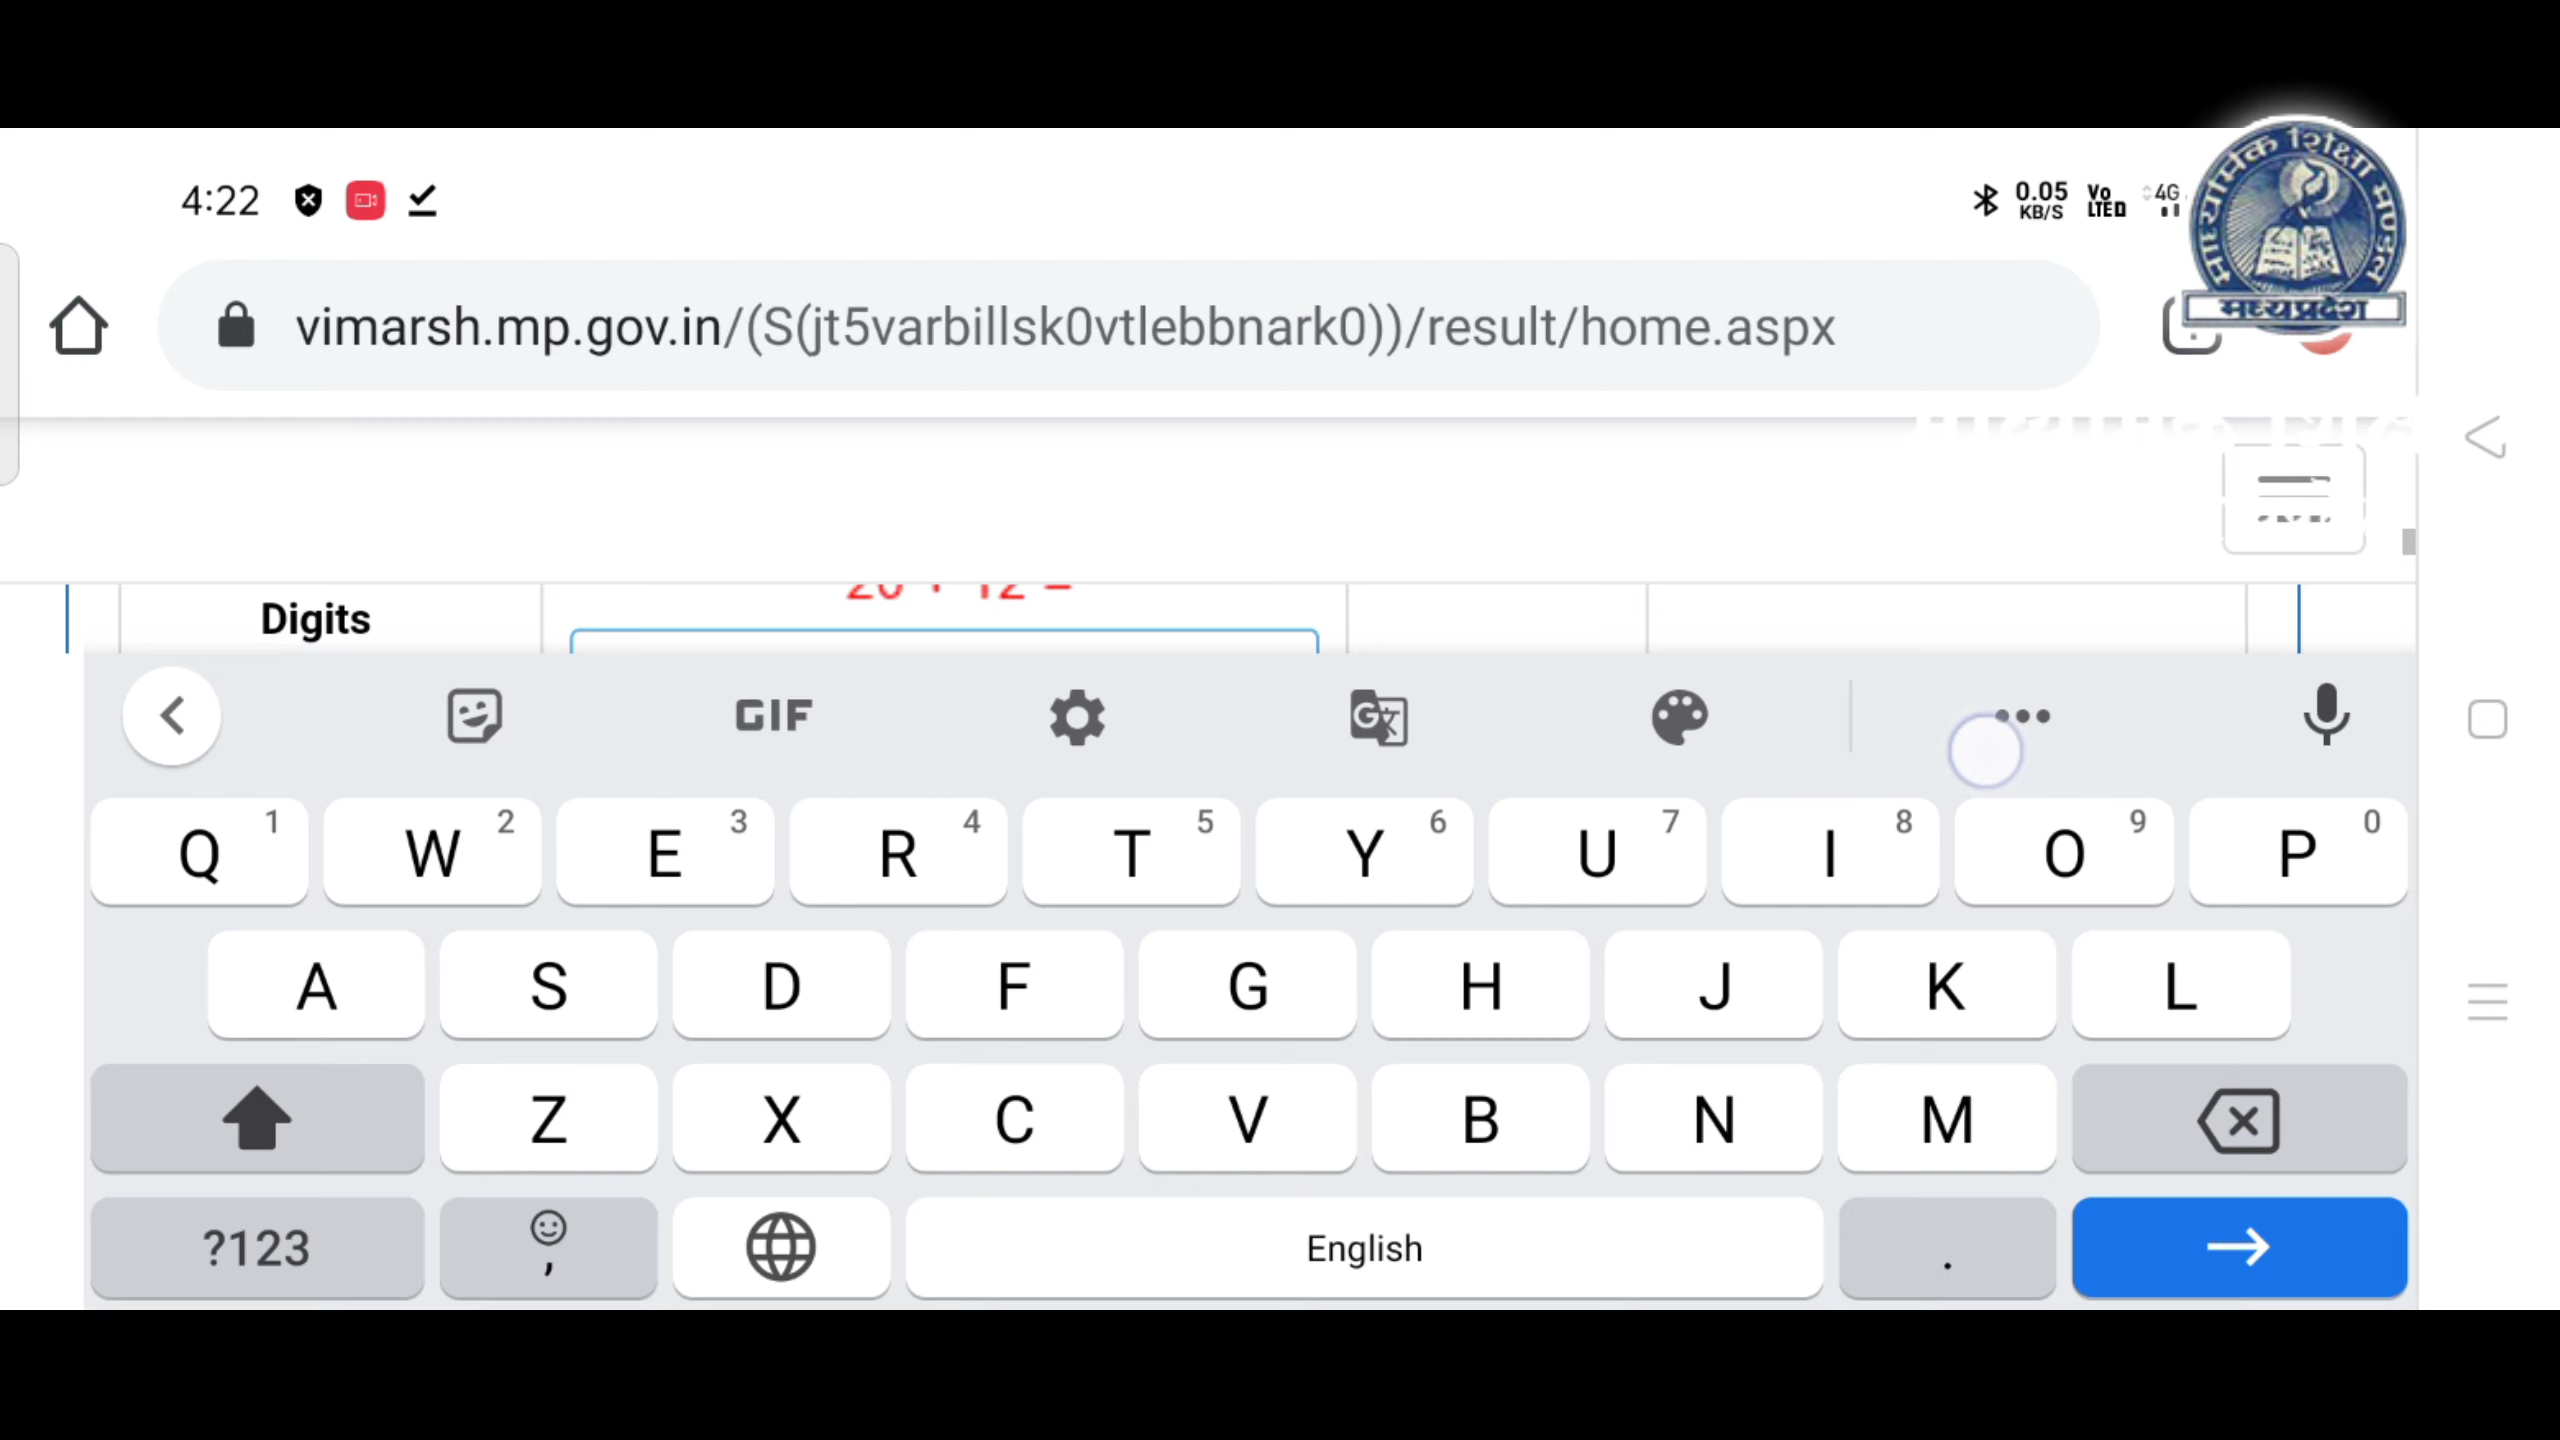 4:22
0.05
KB/S
Vo
LTE
4G
माध्यमिक शिक्षा मण्डल
मध्यप्रदेश
vimarsh.mp.gov.in/(S(jt5varbillsk0vtlebbnark0))/result/home.aspx
Digits
GIF
G
Q 1 W 2 E 3 R 4 T 5 Y 6 U 7 I 8 O 9 P 0
A S D F G H J K L
Z X C V B N M
?123 , English .